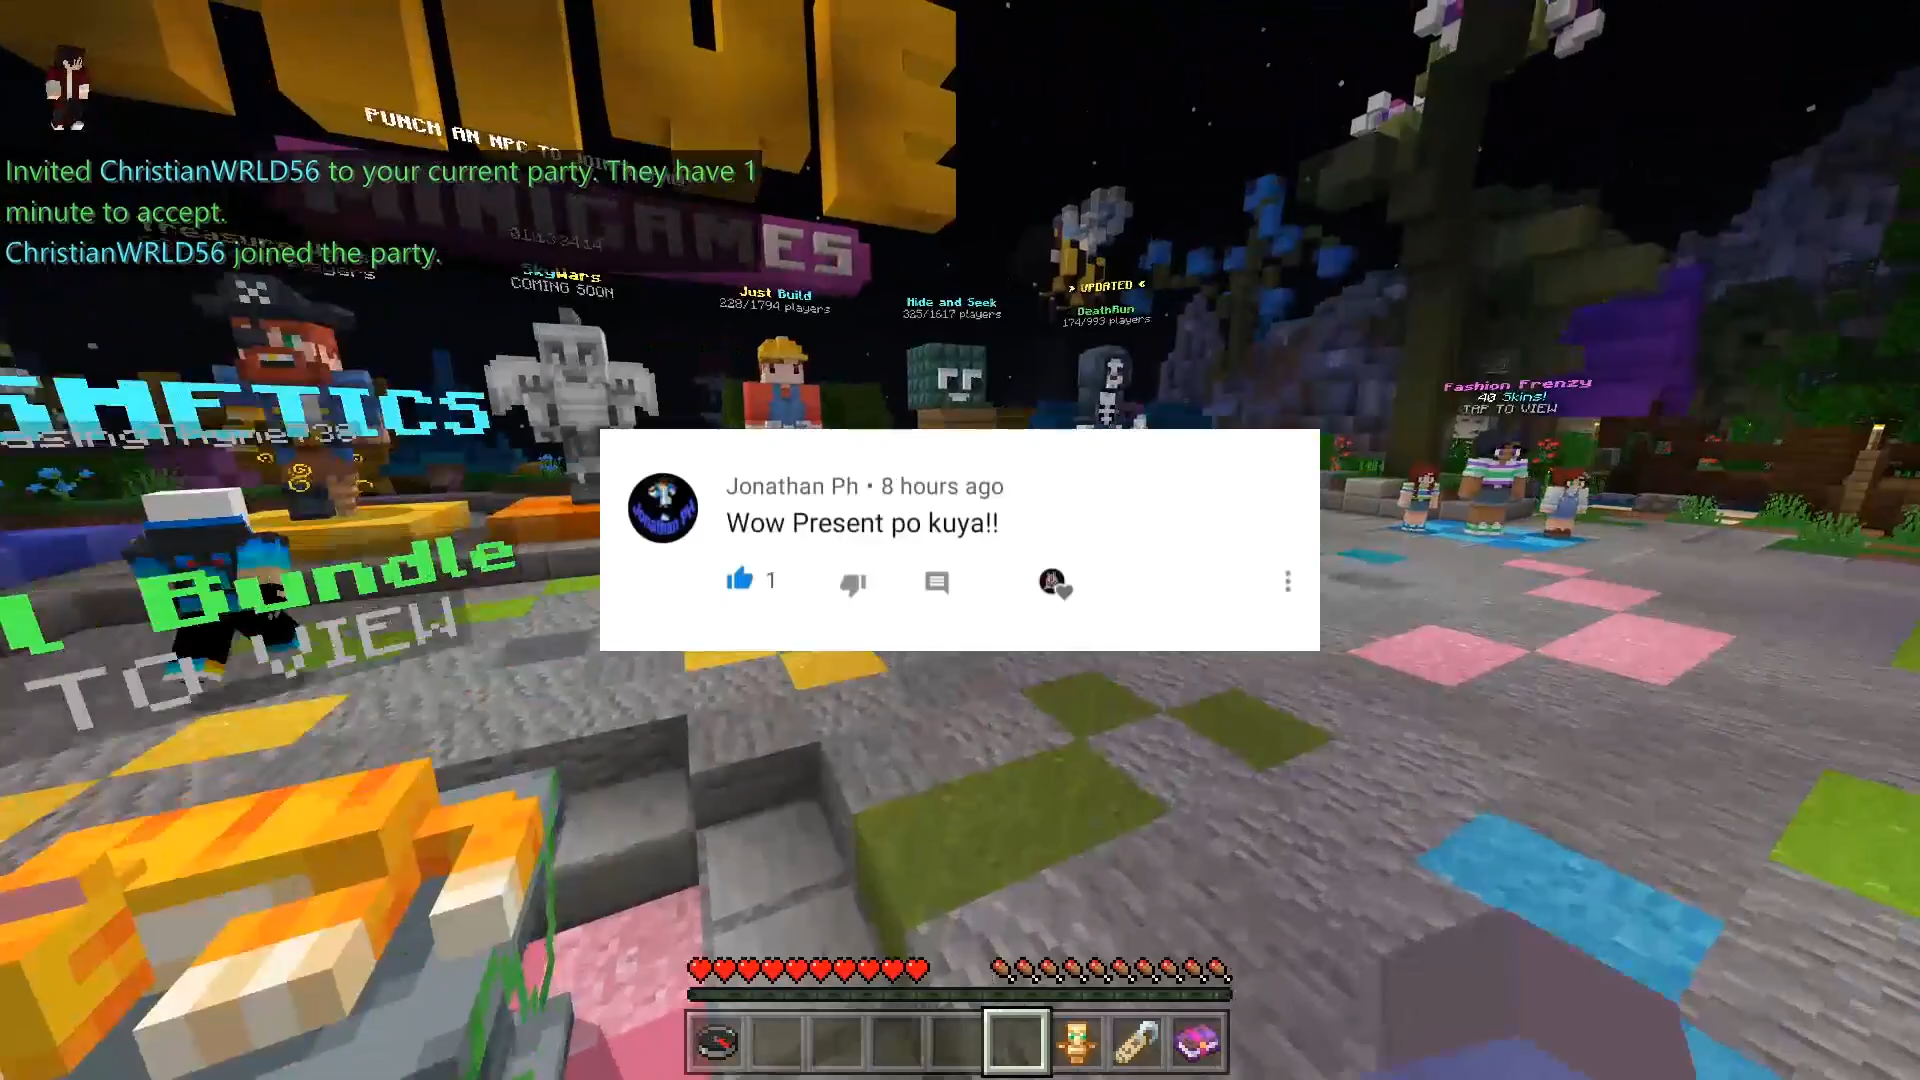 PUNCH AN NPC TO JOIN
Invited ChristianWRLD56 to your current party. They have 1
minute to accept.
ChristianWRLD56 joined the party.
MINIGAMES
SkyWars
COMING SOON
Just Build
228/1794 players
Hide and Seek
325/1617 players
> UPDATED <
DeathRun
174/993 players
Fashion Frenzy
40 Skins!
TAP TO VIEW
Jonathan Ph • 8 hours ago
Wow Present po kuya!!
1
Bundle
TO VIEW